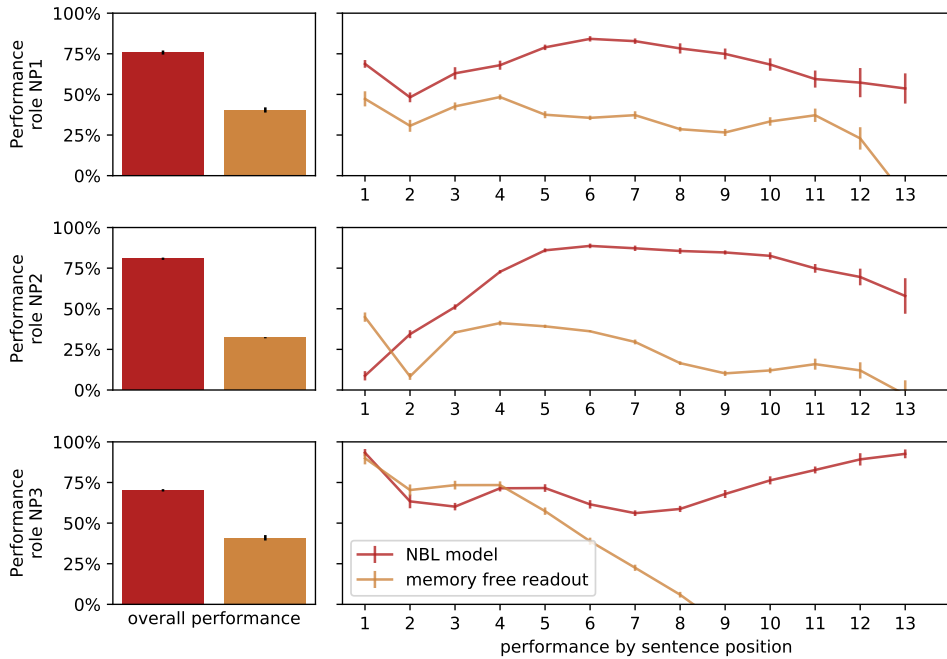 Performance
role NP1
100%
75%
50%
25%
0%
1 2 3 4 5 6 7 8 9 10 11 12 13
Performance
role NP2
100%
75%
50%
25%
0%
1 2 3 4 5 6 7 8 9 10 11 12 13
Performance
role NP3
100%
75%
50%
25%
0%
overall performance
NBL model
memory free readout
1 2 3 4 5 6 7 8 9 10 11 12 13
performance by sentence position